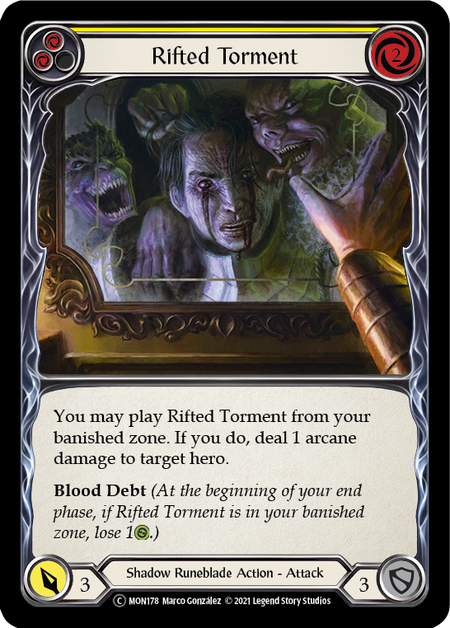 2
Rifted Torment
You may play Rifted Torment from your
banished zone. If you do, deal 1 arcane
damage to target hero.
Blood Debt (At the beginning of your end
phase, if Rifted Torment is in your banished
zone, lose 1.)
3
Shadow Runeblade Action - Attack
3
C MON178 Marco González © 2021 Legend Story Studios